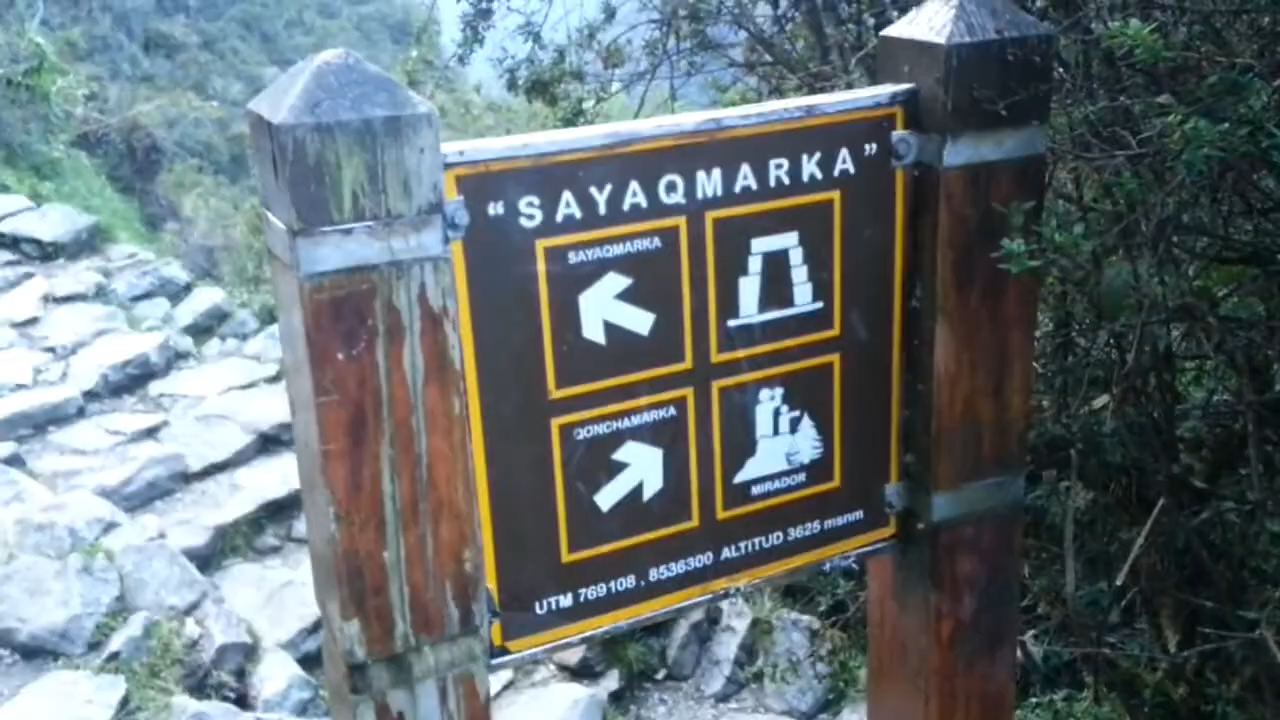 “SAYAQMARKA”
SAYAQMARKA
QONCHAMARKA
MIRADOR
UTM 769108 , 8536300 ALTITUD 3625 msnm